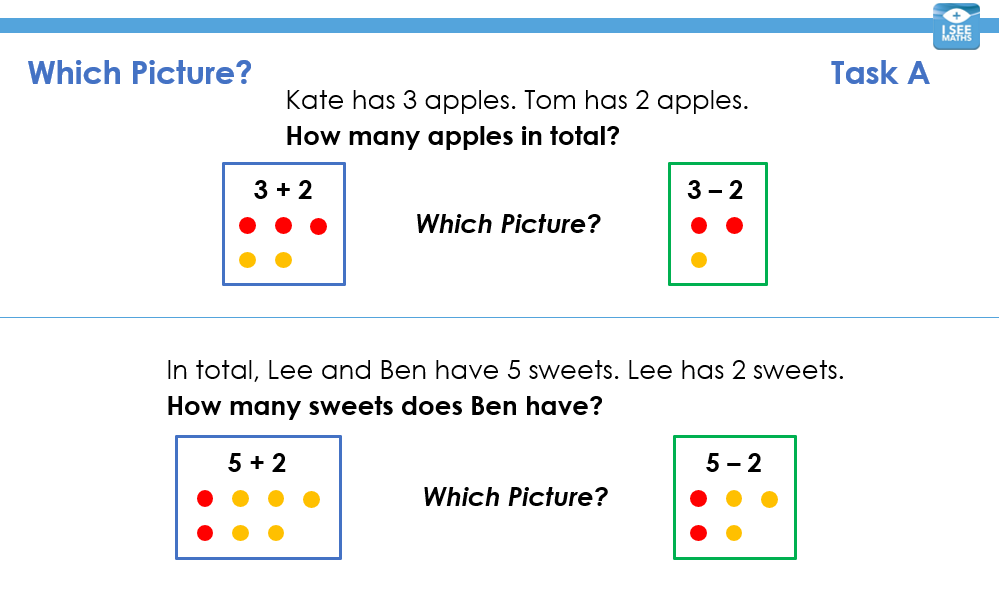 I SEE
MATHS
Which Picture?
Task A
Kate has 3 apples. Tom has 2 apples.
How many apples in total?
3 + 2
Which Picture?
3 – 2
In total, Lee and Ben have 5 sweets. Lee has 2 sweets.
How many sweets does Ben have?
5 + 2
Which Picture?
5 – 2